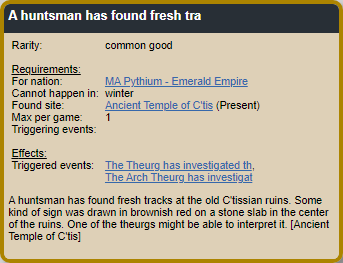 A huntsman has found fresh tra
Rarity: common good
Requirements:
For nation: MA Pythium - Emerald Empire
Cannot happen in: winter
Found site: Ancient Temple of C'tis (Present)
Max per game: 1
Triggering events:
Effects:
Triggered events: The Theurg has investigated th,
The Arch Theurg has investigat
A huntsman has found fresh tracks at the old C'tissian ruins. Some
kind of sign was drawn in brownish red on a stone slab in the center
of the ruins. One of the theurgs might be able to interpret it. [Ancient
Temple of C'tis]